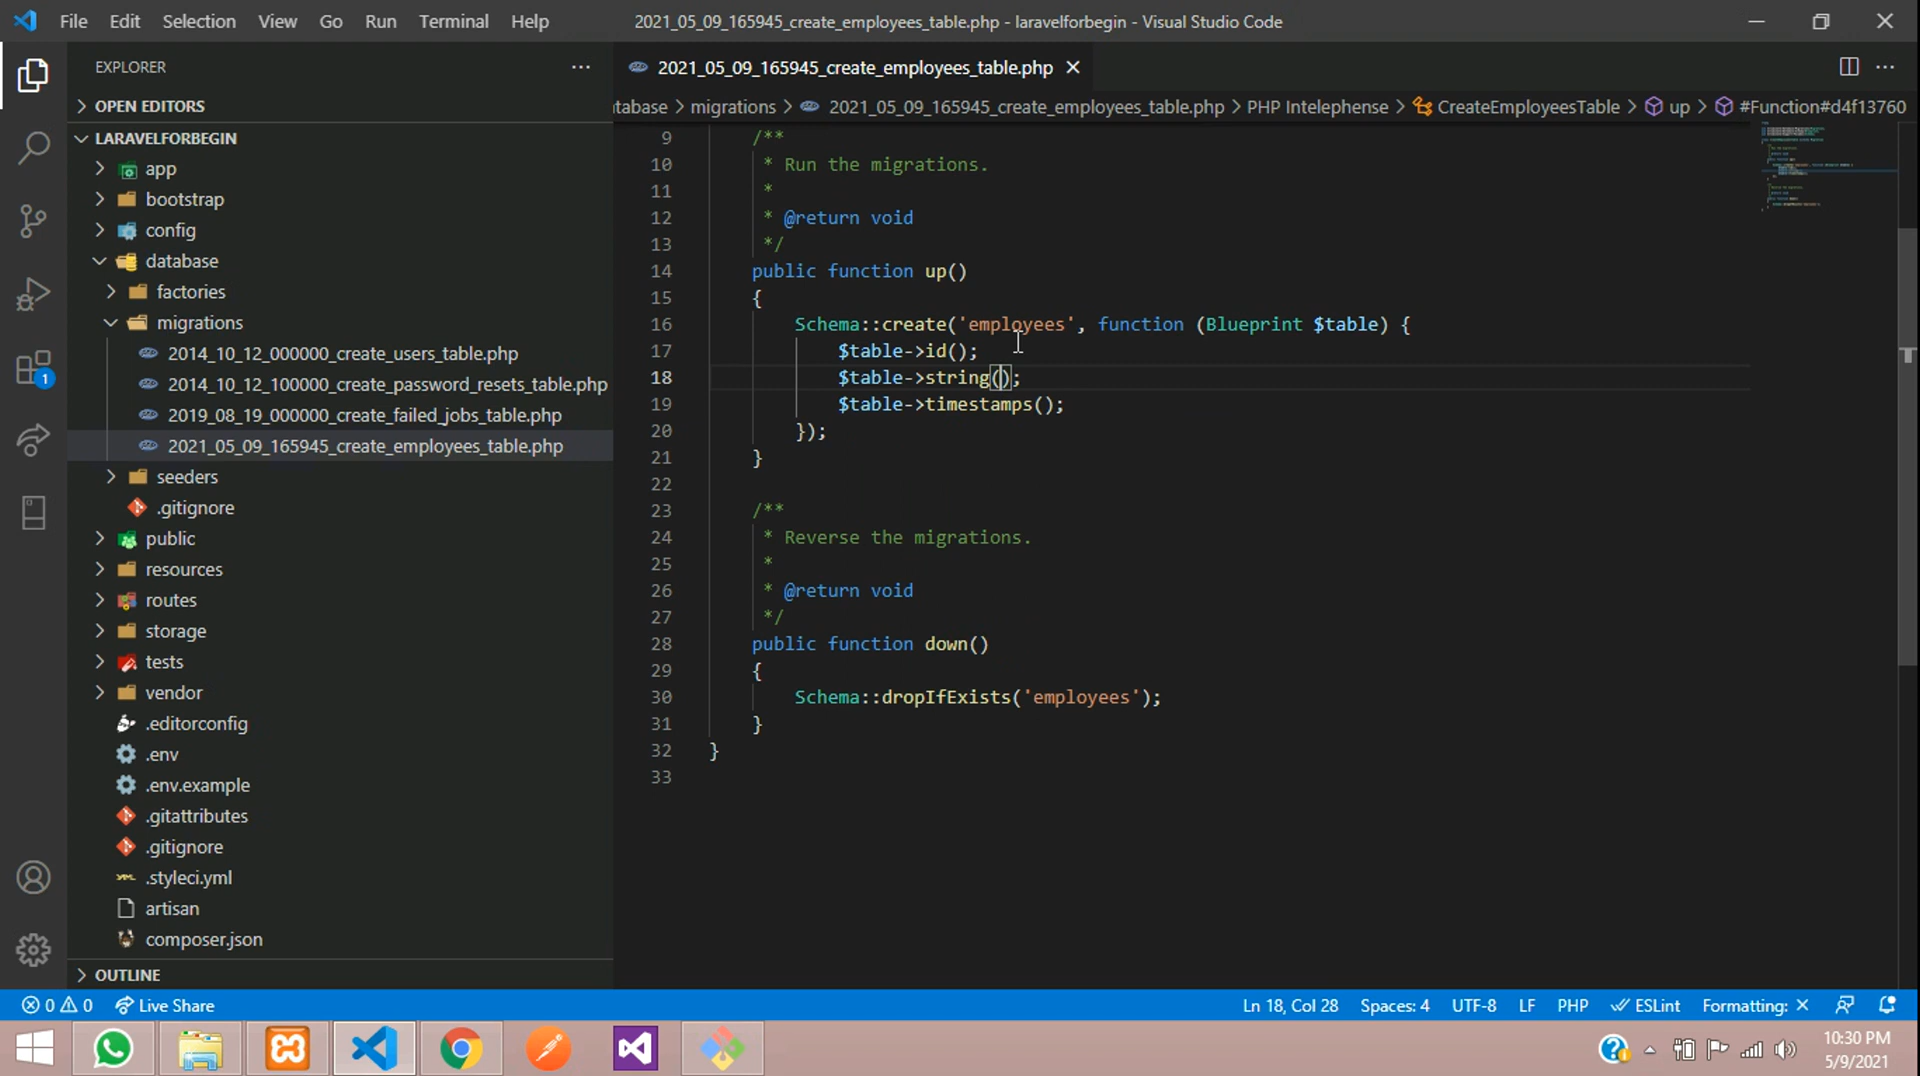 File Edit Selection View Go Run Terminal Help 2021_05_09_165945_create_employees_table.php - laravelforbegin - Visual Studio Code
EXPLORER
OPEN EDITORS
LARAVELFORBEGIN
app
bootstrap
config
database
factories
migrations
2014_10_12_000000_create_users_table.php
2014_10_12_100000_create_password_resets_table.php
2019_08_19_000000_create_failed_jobs_table.php
2021_05_09_165945_create_employees_table.php
seeders
.gitignore
public
resources
routes
storage
tests
vendor
.editorconfig
.env
.env.example
.gitattributes
.gitignore
.styleci.yml
artisan
composer.json
OUTLINE
1
2021_05_09_165945_create_employees_table.php
tabase > migrations > 2021_05_09_165945_create_employees_table.php > PHP Intelephense > CreateEmployeesTable > up > #Function#d4f13760
9 /**
10 * Run the migrations.
11 *
12 * @return void
13 */
14 public function up()
15 {
16 Schema::create('employees', function (Blueprint $table) {
17 $table->id();
18 $table->string();
19 $table->timestamps();
20 });
21 }
22
23 /**
24 * Reverse the migrations.
25 *
26 * @return void
27 */
28 public function down()
29 {
30 Schema::dropIfExists('employees');
31 }
32 }
33
0 0 Live Share Ln 18, Col 28 Spaces: 4 UTF-8 LF PHP ESLint Formatting: ×
10:30 PM
5/9/2021